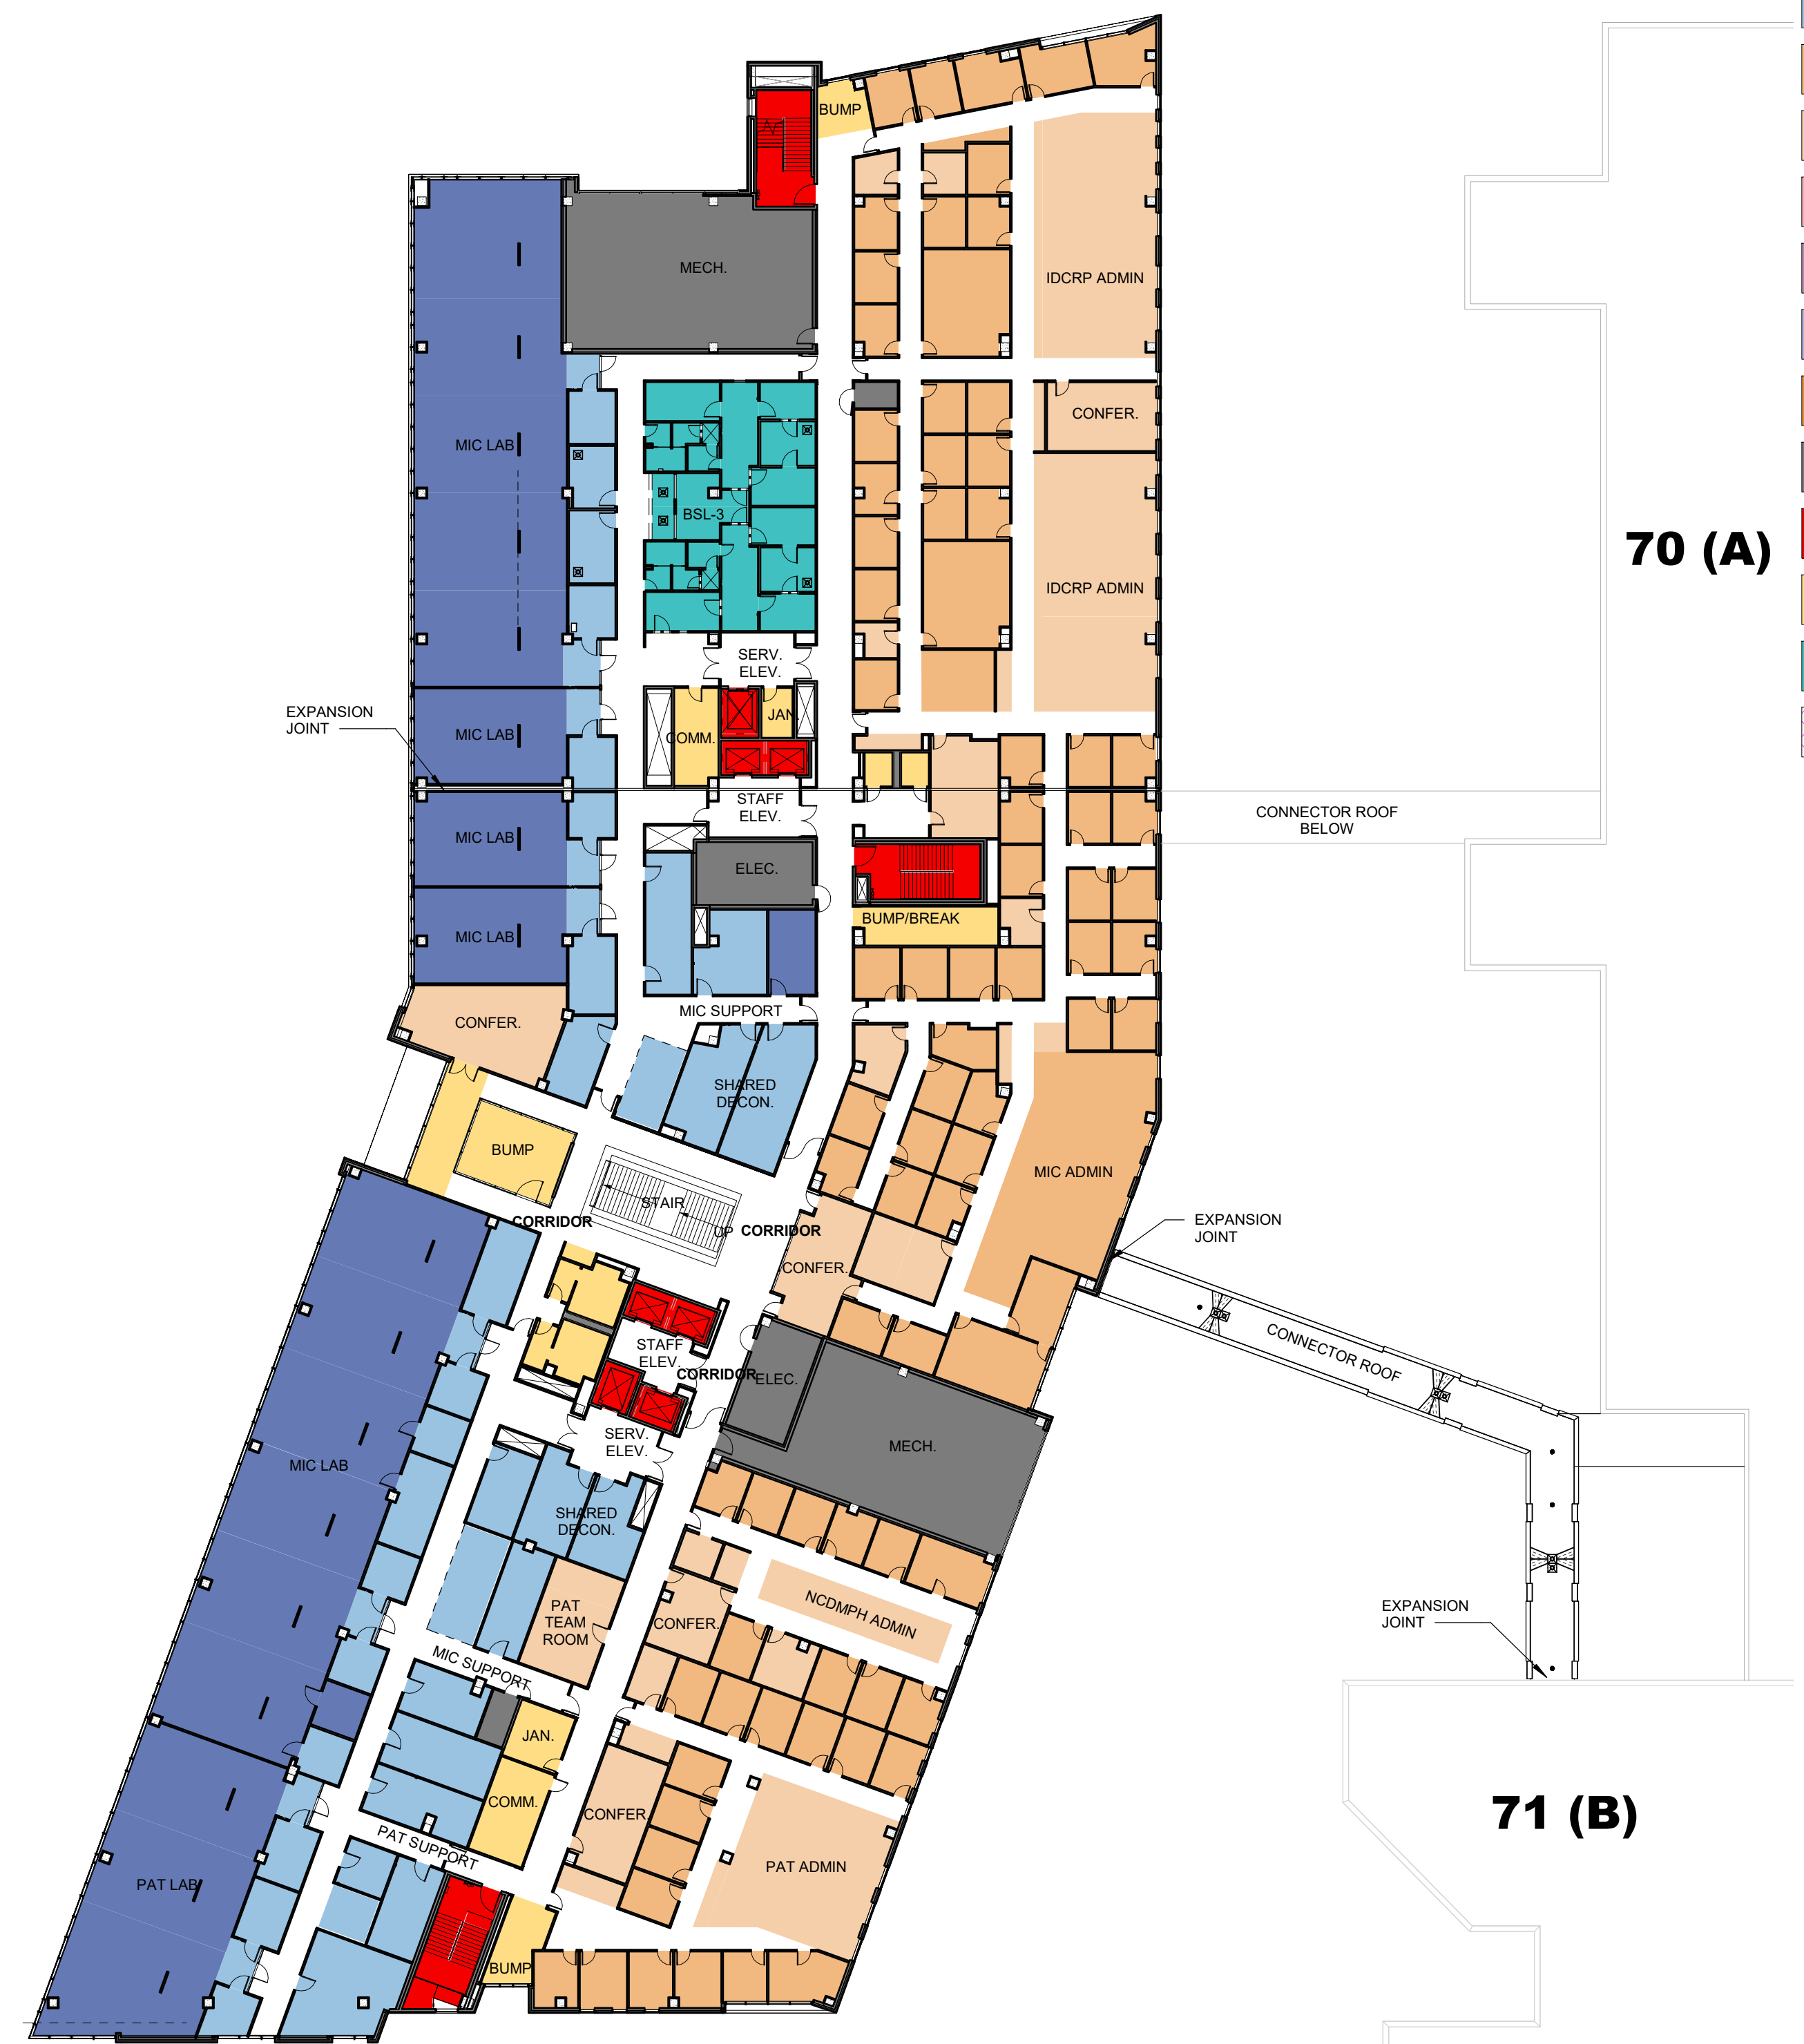 BUMP
MECH.
IDCRP ADMIN
CONFER.
MIC LAB
BSL-3
70 (A)
IDCRP ADMIN
SERV.
ELEV.
EXPANSION
JOINT
MIC LAB
COMM.
JAN.
STAFF
ELEV.
CONNECTOR ROOF
BELOW
MIC LAB
ELEC.
BUMP/BREAK
MIC LAB
MIC SUPPORT
CONFER.
SHARED
DECON.
BUMP
MIC ADMIN
STAIR
CORRIDOR
UP
CORRIDOR
EXPANSION
JOINT
CONFER.
STAFF
ELEV.
CORRIDOR
ELEC.
CONNECTOR ROOF
SERV.
ELEV.
MECH.
MIC LAB
SHARED
DECON.
PAT
TEAM
ROOM
CONFER.
NCDMPH ADMIN
EXPANSION
JOINT
MIC SUPPORT
JAN.
COMM.
CONFER.
71 (B)
PAT SUPPORT
PAT ADMIN
PAT LAB
BUMP